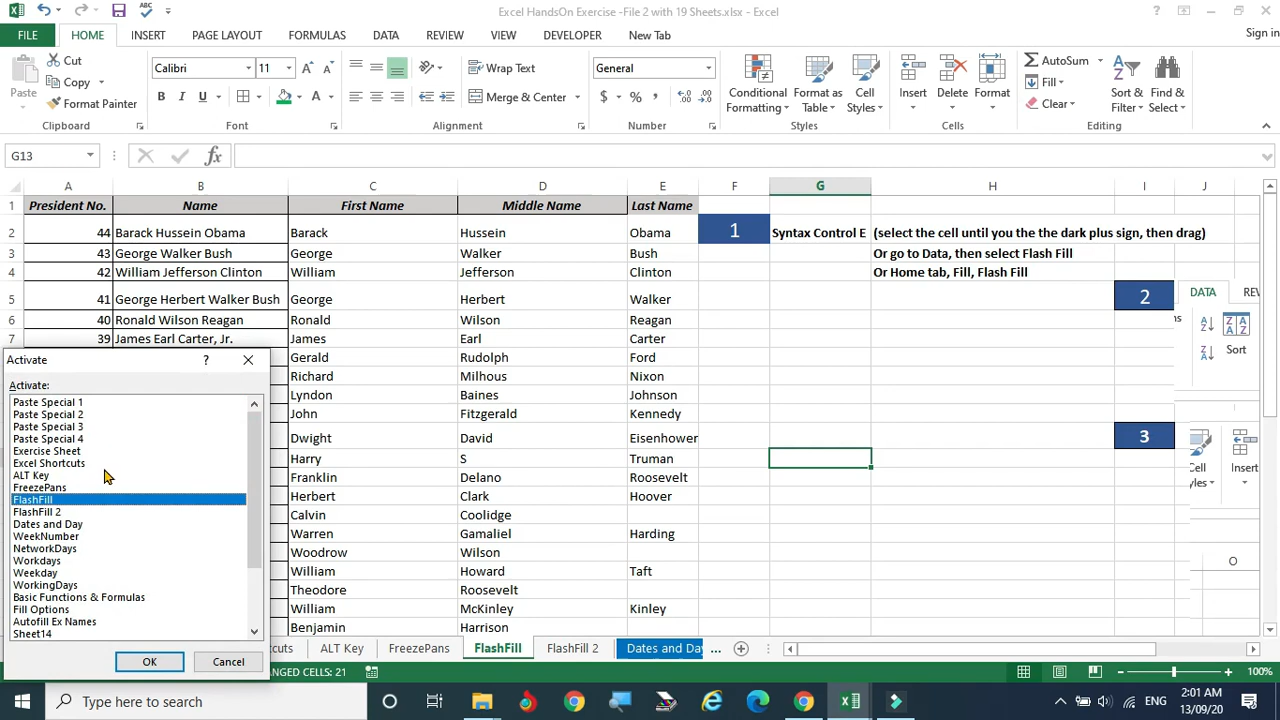 Excel HandsOn Exercise -File 2 with 19 Sheets.xlsx - Excel
FILE HOME INSERT PAGE LAYOUT FORMULAS DATA REVIEW VIEW DEVELOPER New Tab Sign in
Cut
Copy
Format Painter
Paste
Clipboard
Calibri 11
B I U
Font
Wrap Text
Merge & Center
Alignment
General
$ % ,
Number
Conditional Formatting
Format as Table
Cell Styles
Styles
Insert Delete Format
Cells
AutoSum
Fill
Clear
Sort & Filter
Find & Select
Editing
G13
fx
A B C D E F G H I J
1 President No. Name First Name Middle Name Last Name
2 44 Barack Hussein Obama Barack Hussein Obama 1 Syntax Control E (select the cell until you the the dark plus sign, then drag)
3 43 George Walker Bush George Walker Bush Or go to Data, then select Flash Fill
4 42 William Jefferson Clinton William Jefferson Clinton Or Home tab, Fill, Flash Fill
5 41 George Herbert Walker Bush George Herbert Walker 2
6 40 Ronald Wilson Reagan Ronald Wilson Reagan
7 39 James Earl Carter, Jr. James Earl Carter
DATA
Sort
Gerald Rudolph Ford
Richard Milhous Nixon
Lyndon Baines Johnson
John Fitzgerald Kennedy
Dwight David Eisenhower 3
Harry S Truman
Franklin Delano Roosevelt
Herbert Clark Hoover
Calvin Coolidge
Warren Gamaliel Harding
Woodrow Wilson
William Howard Taft
Theodore Roosevelt
William McKinley Kinley
Benjamin Harrison
Cell
Insert
O
Activate
?
Activate:
Paste Special 1
Paste Special 2
Paste Special 3
Paste Special 4
Exercise Sheet
Excel Shortcuts
ALT Key
FreezePans
FlashFill
FlashFill 2
Dates and Day
WeekNumber
NetworkDays
Workdays
Weekday
WorkingDays
Basic Functions & Formulas
Fill Options
Autofill Ex Names
Sheet14
OK Cancel
cuts ALT Key FreezePans FlashFill FlashFill 2 Dates and Day ...
NGED CELLS: 21
100%
Type here to search
ENG
2:01 AM
13/09/20